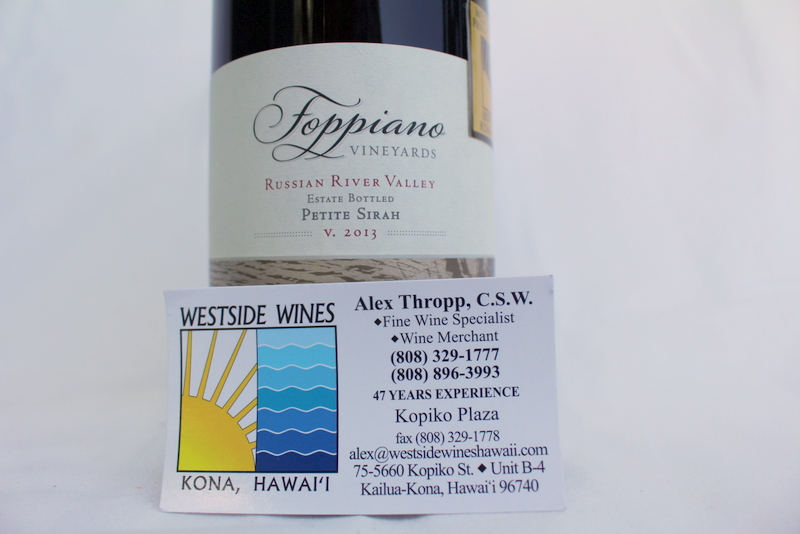 Foppiano
VINEYARDS
RUSSIAN RIVER VALLEY
ESTATE BOTTLED
PETITE SIRAH
V. 2013
WESTSIDE WINES
KONA, HAWAI‘I
Alex Thropp, C.S.W.
◆Fine Wine Specialist
◆Wine Merchant
(808) 329-1777
(808) 896-3993
47 YEARS EXPERIENCE
Kopiko Plaza
fax (808) 329-1778
alex@westsidewineshawaii.com
75-5660 Kopiko St. ◆ Unit B-4
Kailua-Kona, Hawai‘i 96740